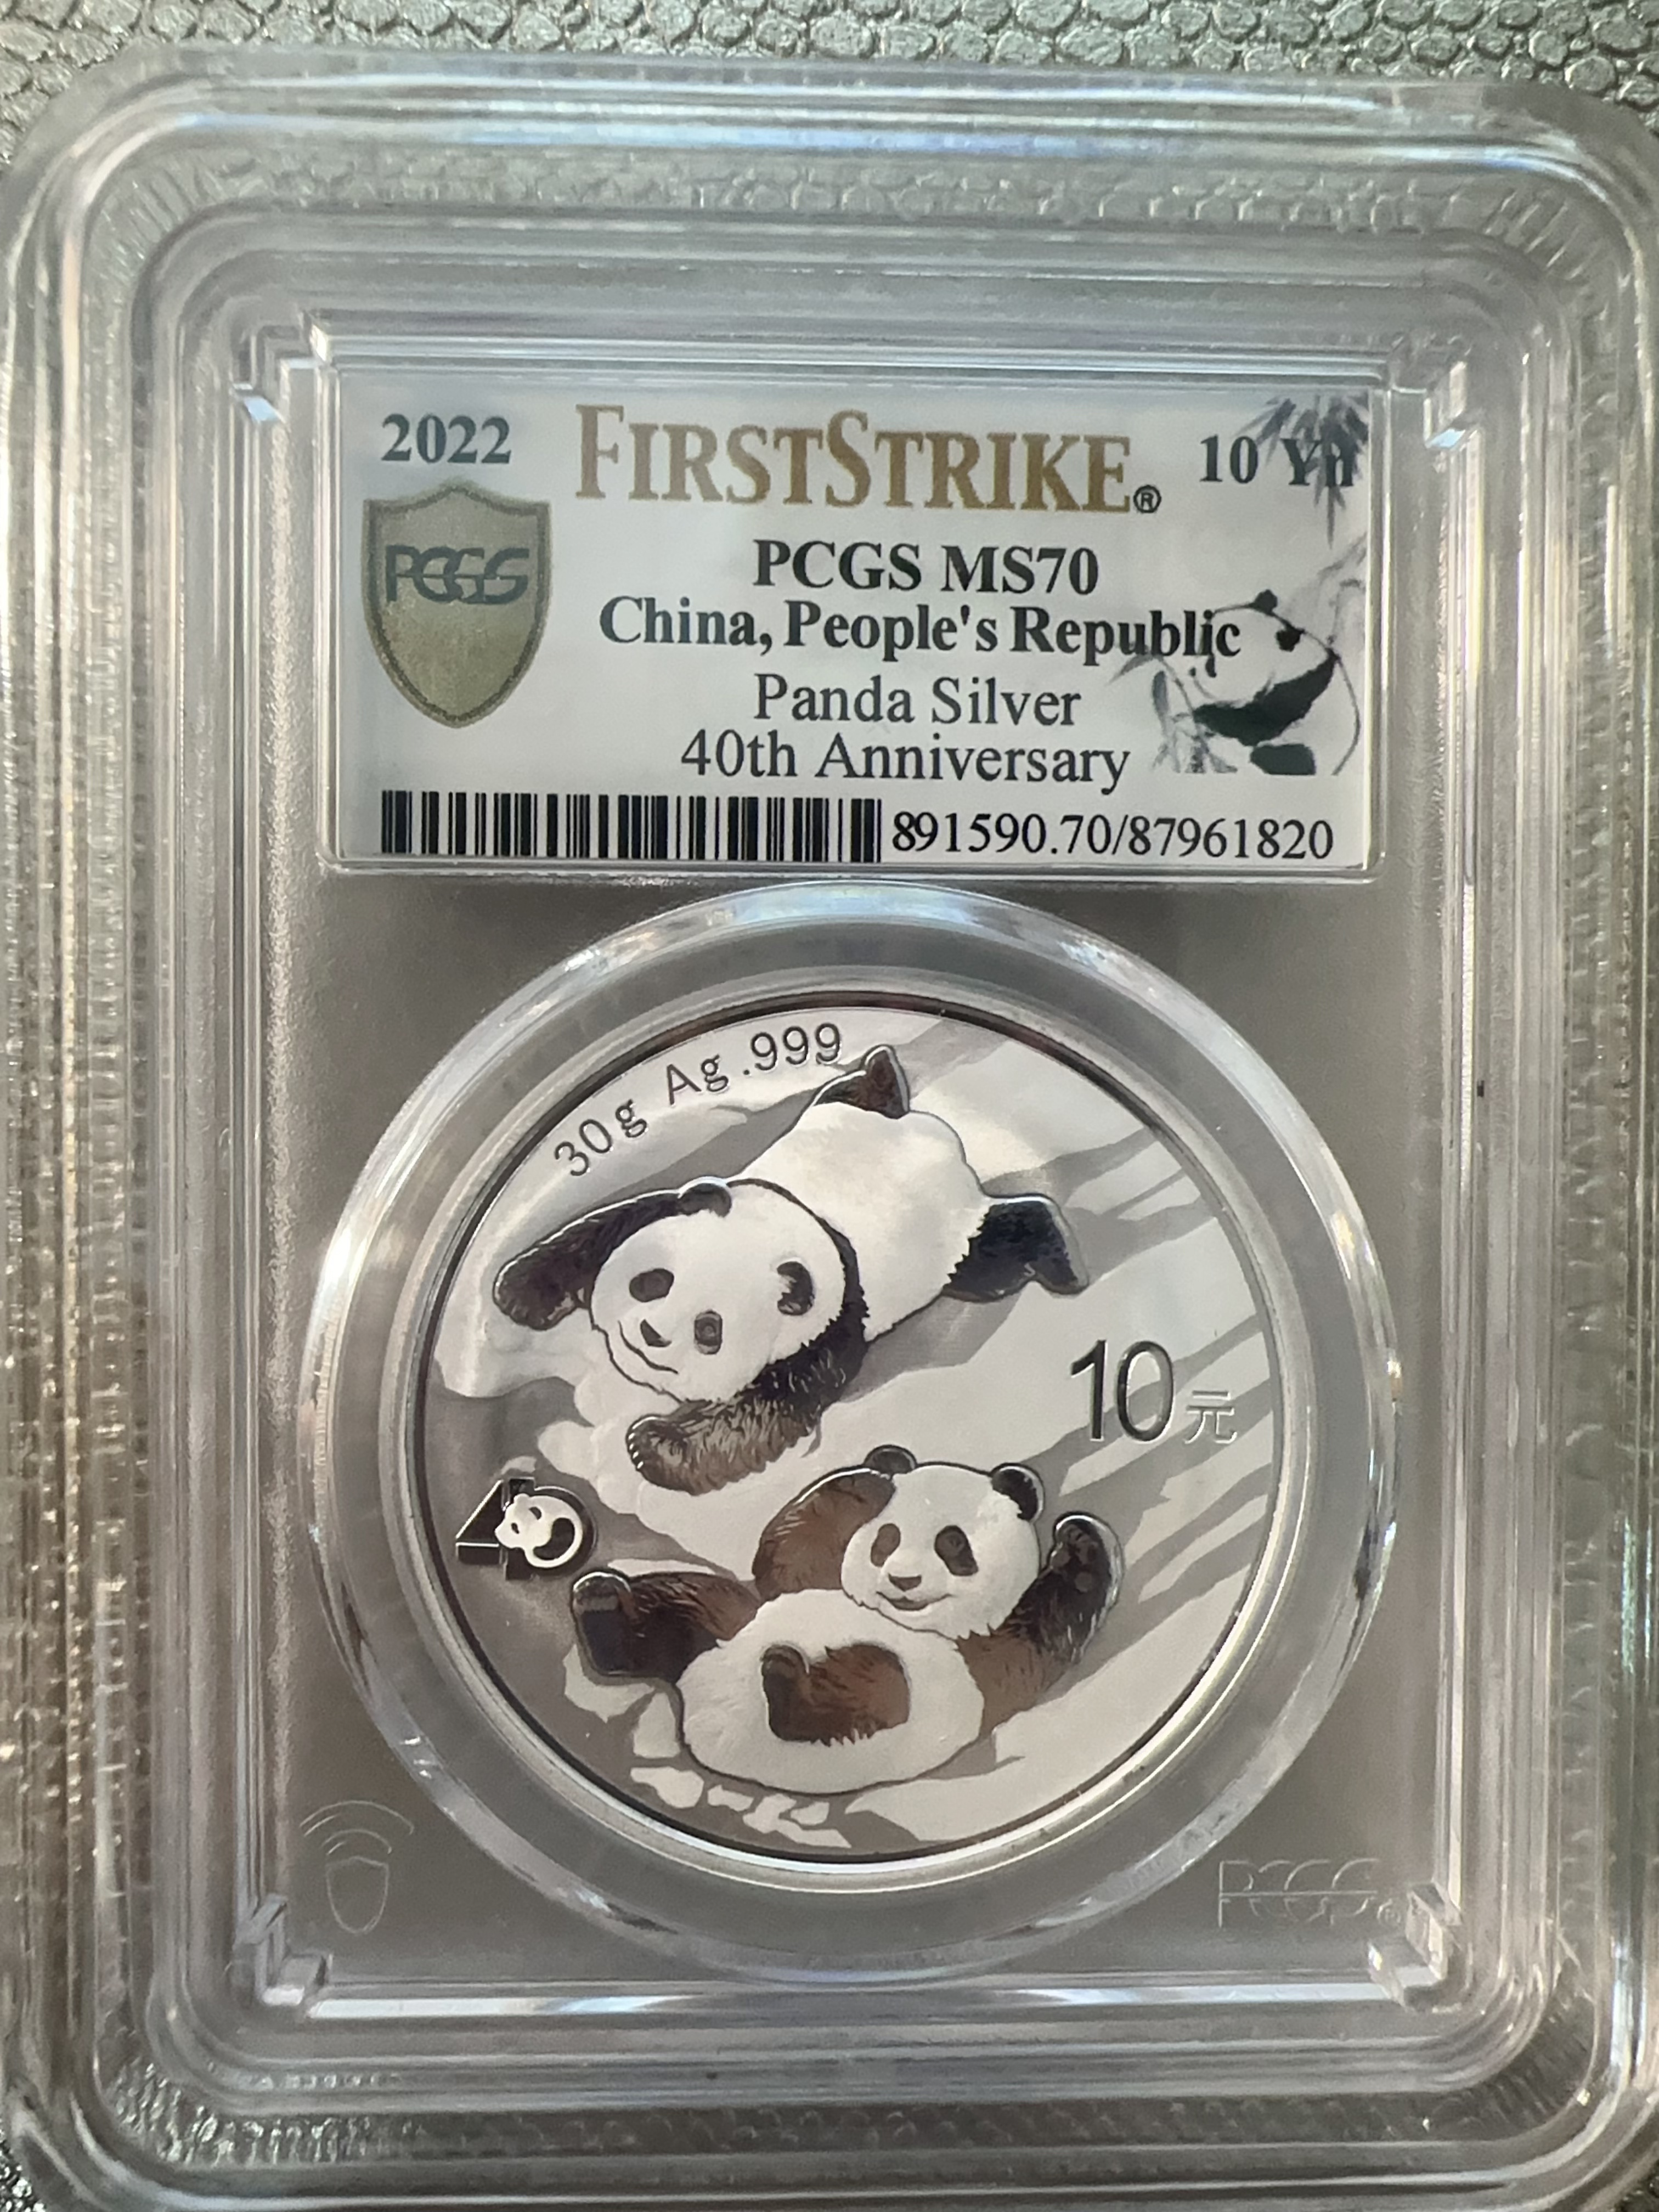 2022 FIRSTSTRIKE® 10 Yn
PCGS
PCGS MS70
China, People's Republic
Panda Silver
40th Anniversary
891590.70/87961820
30g Ag .999
10元
40
PCGS®